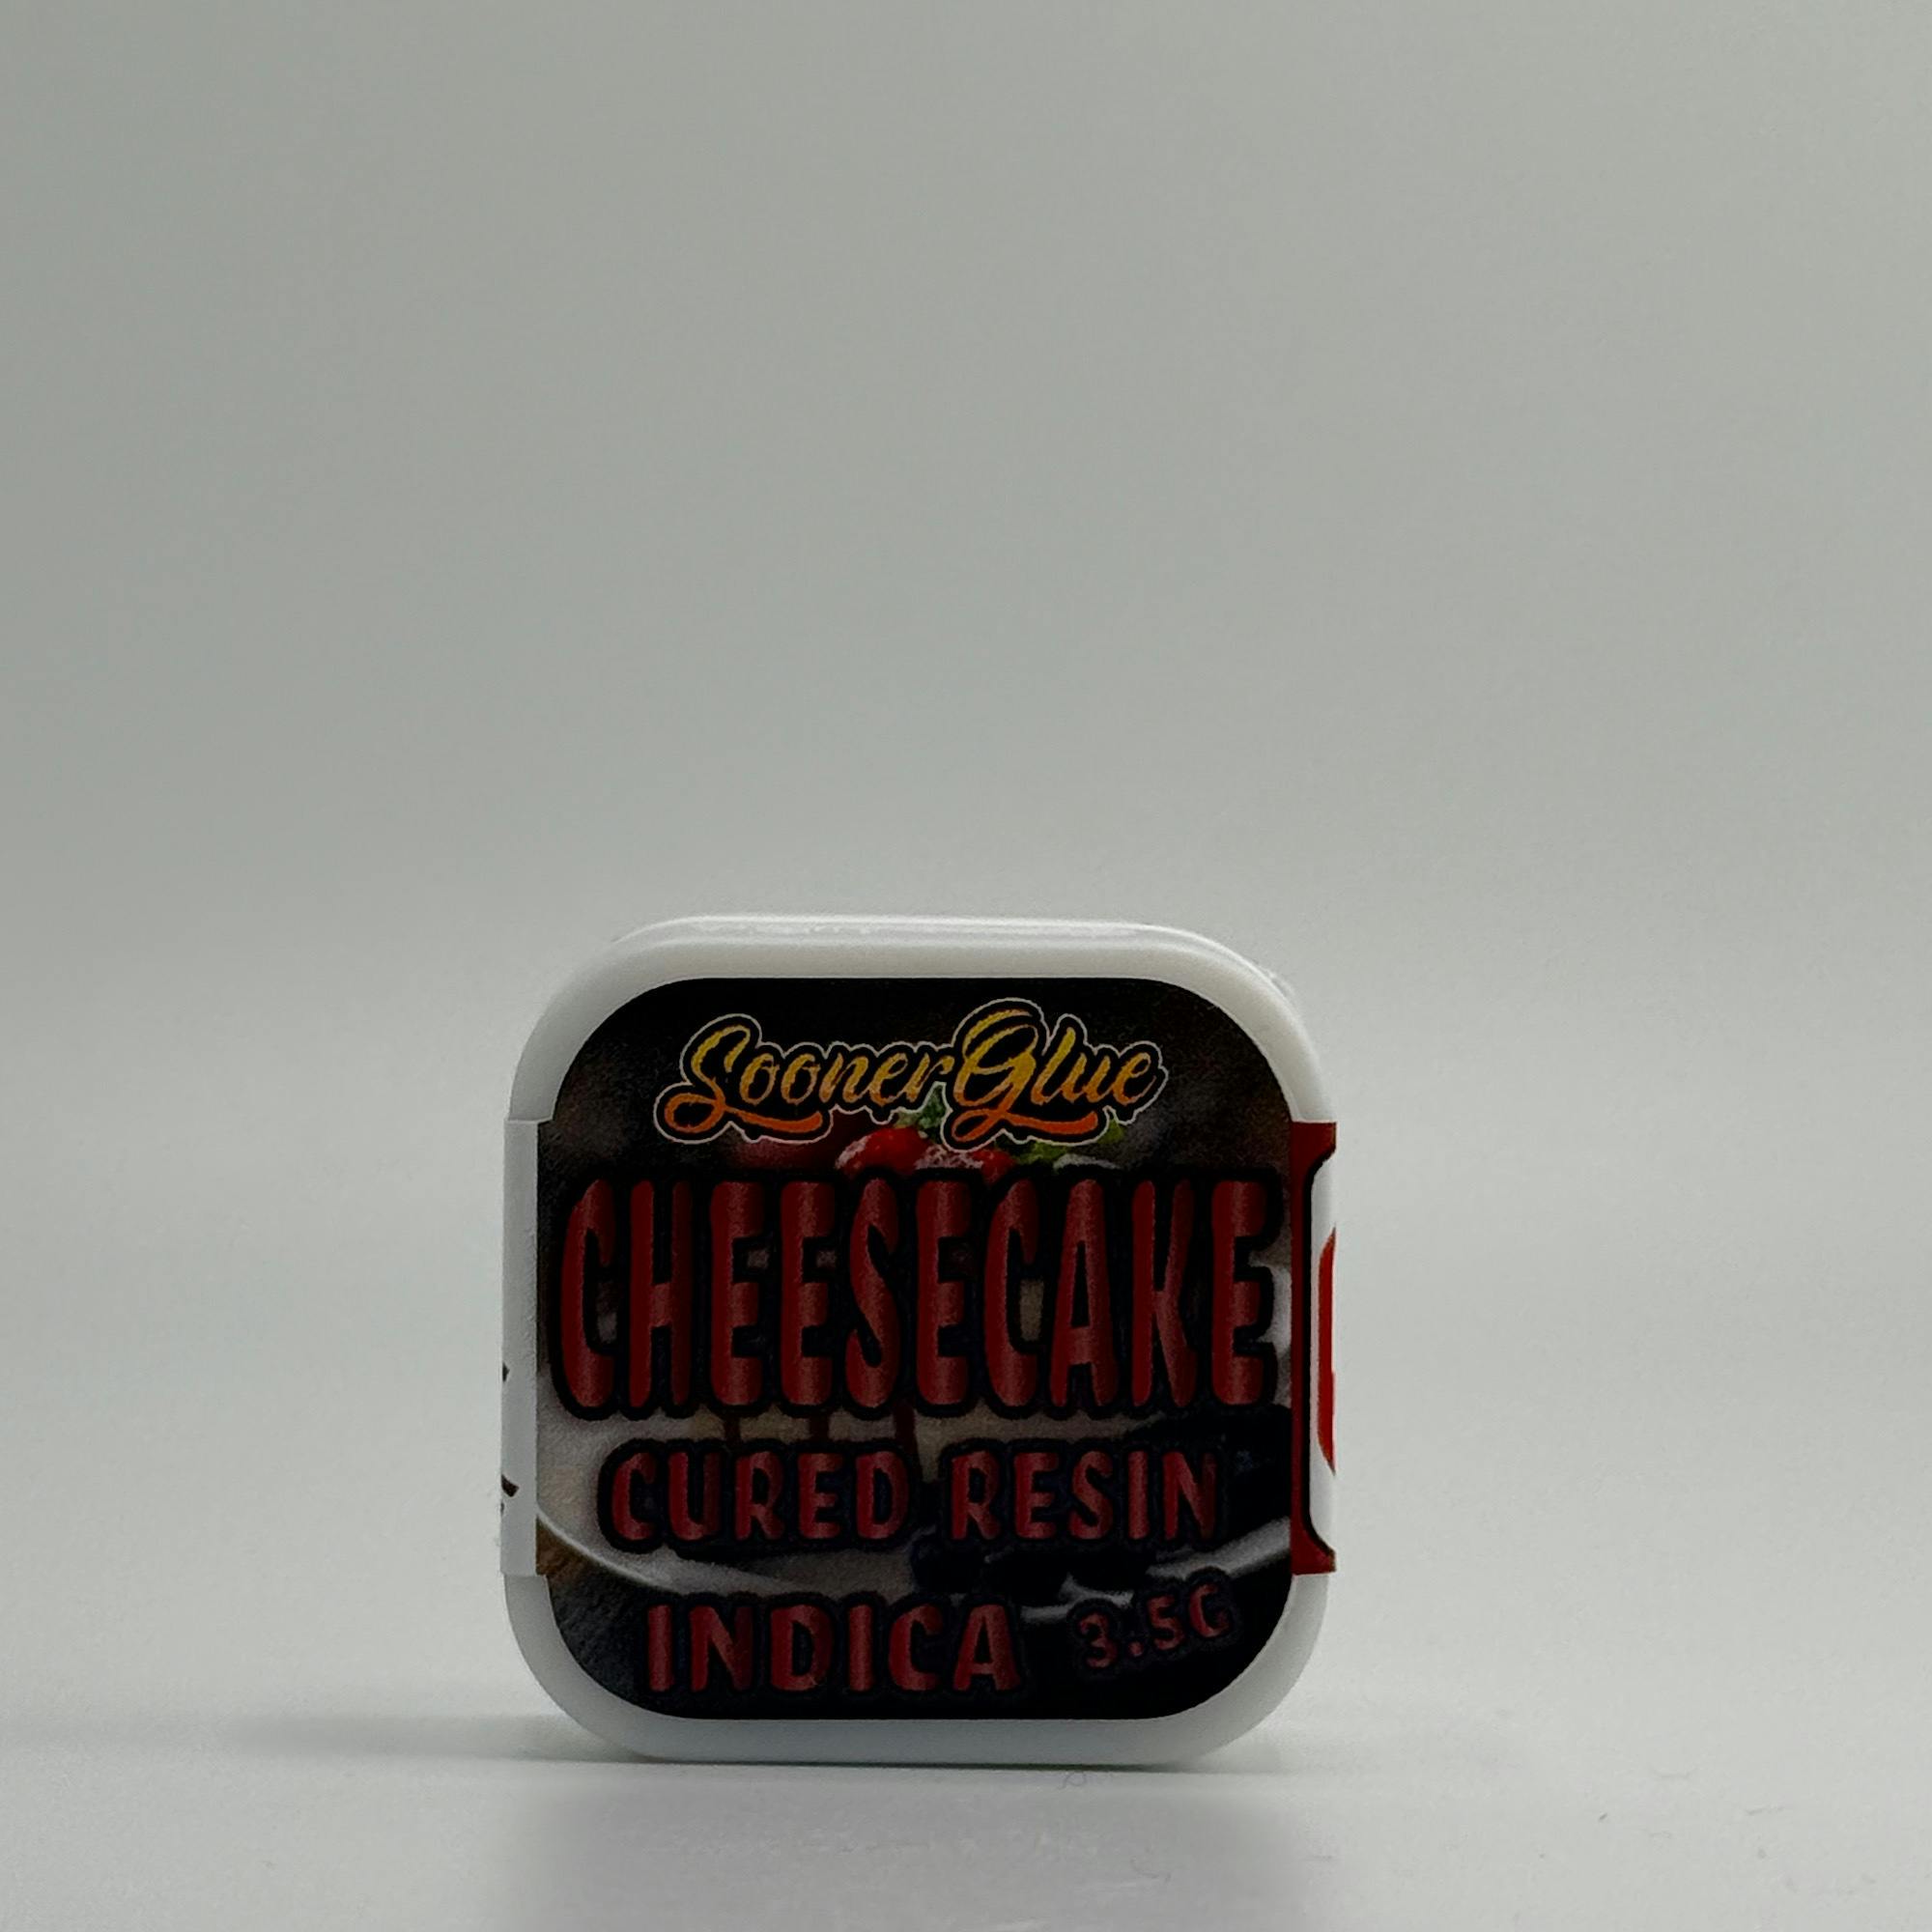 SoonerGlue
CHEESECAKE
CURED RESIN
INDICA 3.5G